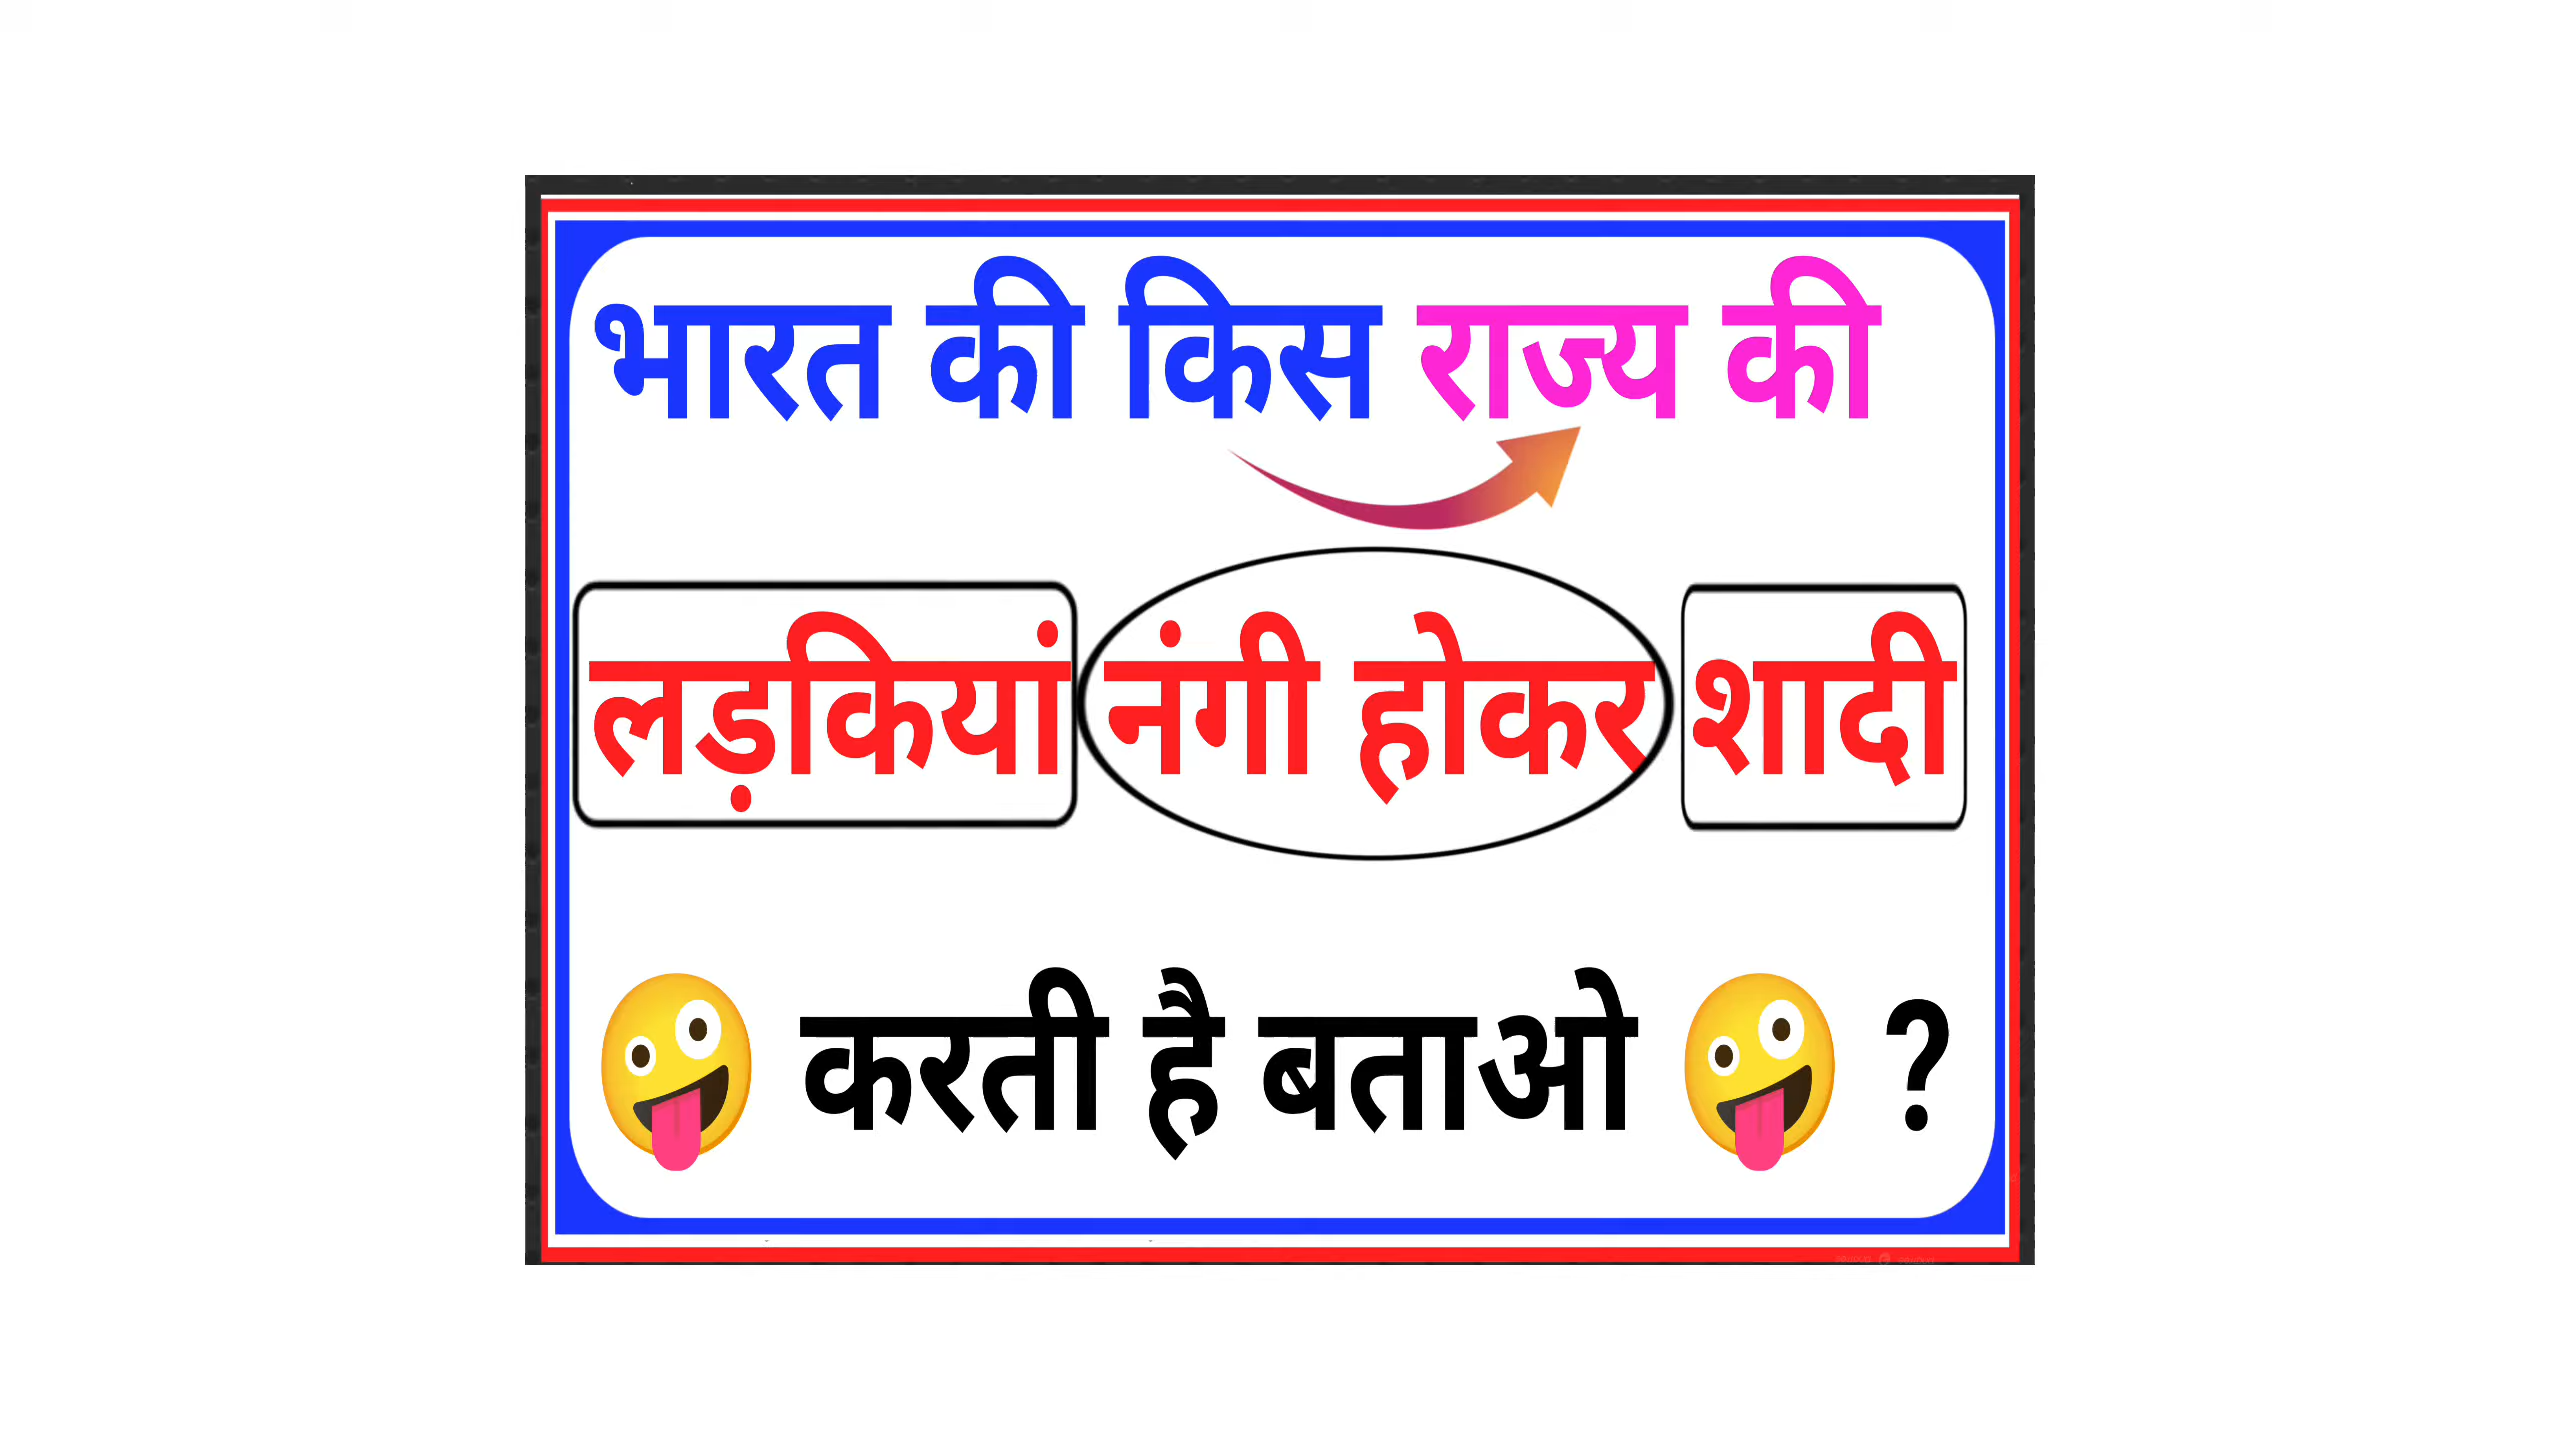 भारत की किस राज्य की
लड़कियां नंगी होकर शादी
🤪 करती है बताओ 🤪 ?